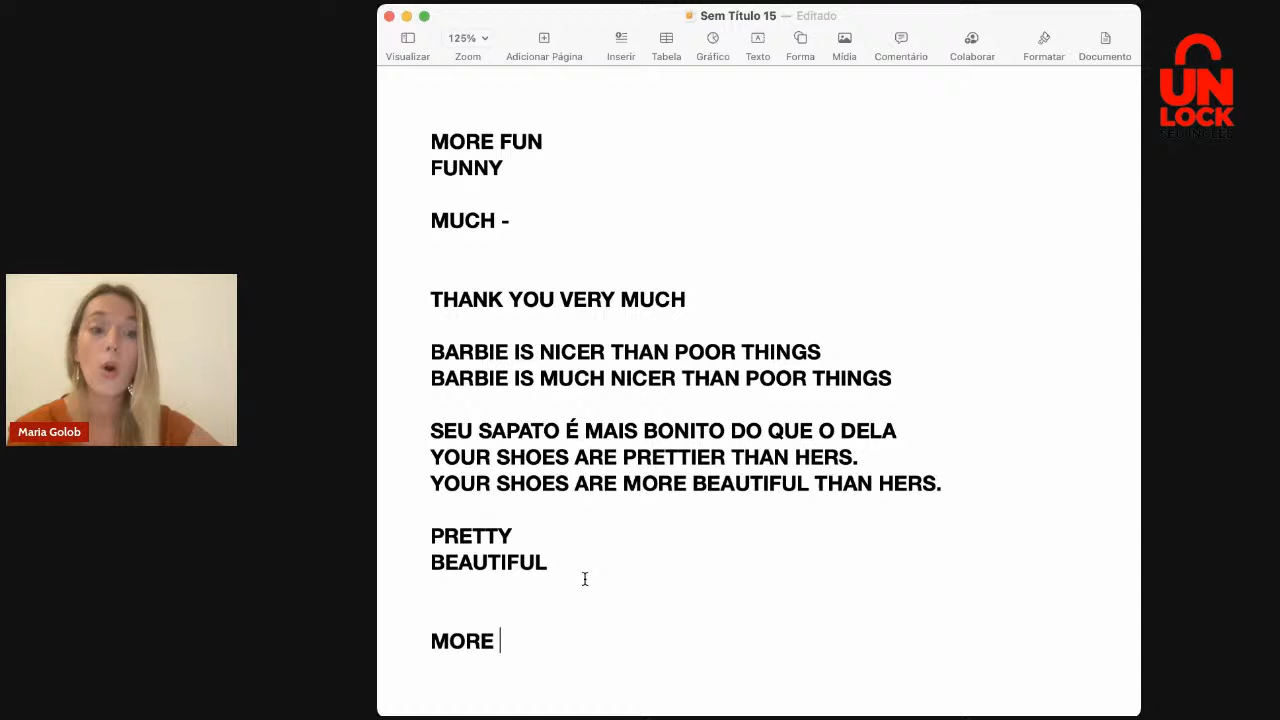 Sem Título 15 — Editado
125%
Visualizar Zoom Adicionar Página Inserir Tabela Gráfico Texto Forma Mídia Comentário Colaborar Formatar Documento
UN
LOCK
SEU INGLÊS
MORE FUN
FUNNY
MUCH -
THANK YOU VERY MUCH
BARBIE IS NICER THAN POOR THINGS
BARBIE IS MUCH NICER THAN POOR THINGS
SEU SAPATO É MAIS BONITO DO QUE O DELA
YOUR SHOES ARE PRETTIER THAN HERS.
YOUR SHOES ARE MORE BEAUTIFUL THAN HERS.
PRETTY
BEAUTIFUL
MORE
Maria Golob